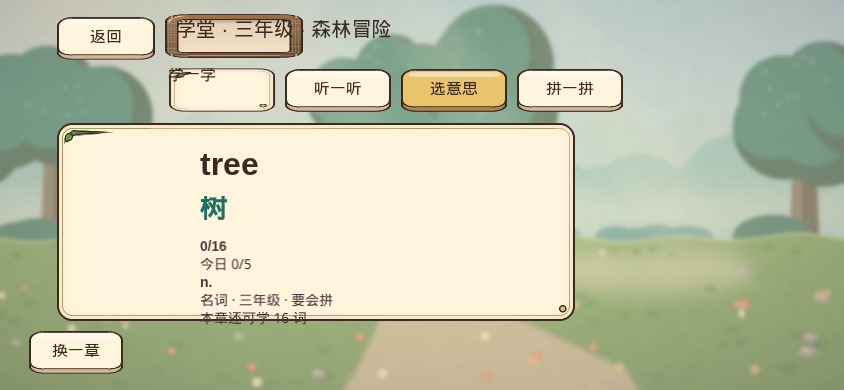 返回
学堂 · 三年级 · 森林冒险
学一学
听一听
选意思
拼一拼
tree
树
0/16
今日 0/5
n.
名词 · 三年级 · 要会拼
本章还可学 16 词
换一章